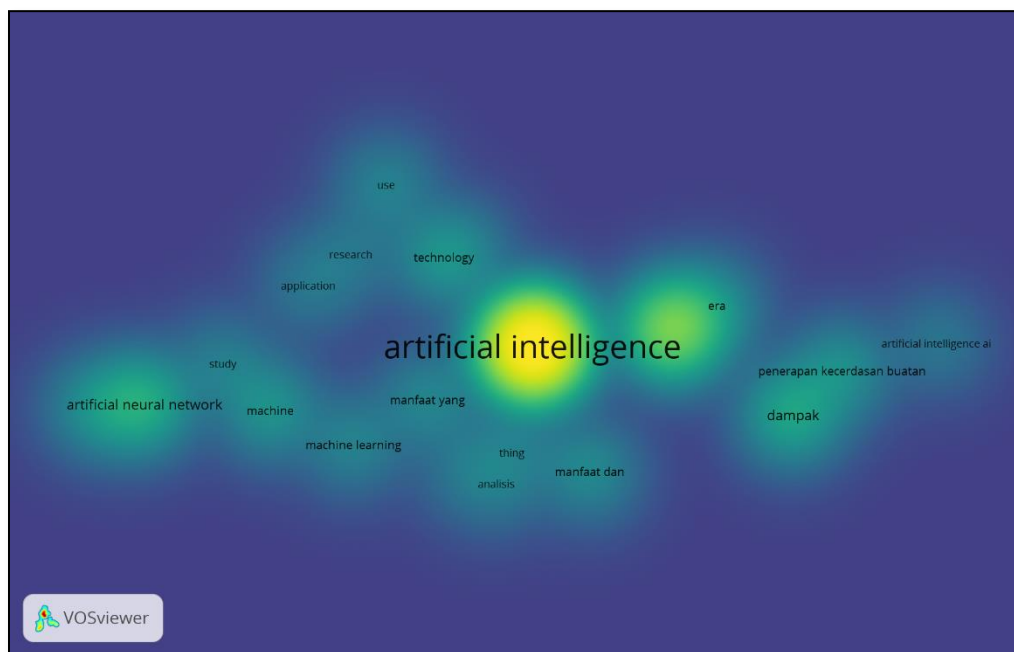 use
research
technology
application
era
artificial intelligence
artificial intelligence ai
study
penerapan kecerdasan buatan
artificial neural network
machine
manfaat yang
dampak
machine learning
thing
manfaat dan
analisis
VOSviewer